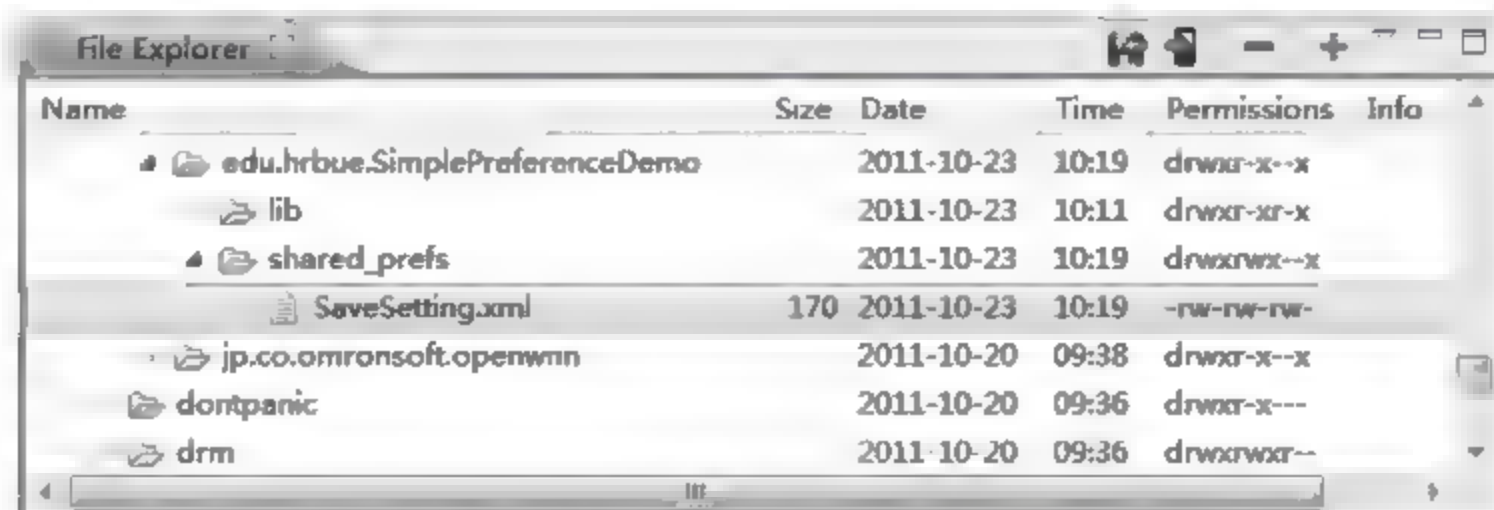 File Explorer
Name Size Date Time Permissions Info
edu.hrbue.SimplePreferenceDemo 2011-10-23 10:19 drwxr-x--x
lib 2011-10-23 10:11 drwxr-xr-x
shared_prefs 2011-10-23 10:19 drwxrwx--x
SaveSetting.xml 170 2011-10-23 10:19 -rw-rw-rw-
jp.co.omronsoft.openwnn 2011-10-20 09:38 drwxr-x--x
dontpanic 2011-10-20 09:36 drwxr-x---
drm 2011-10-20 09:36 drwxrwxr--